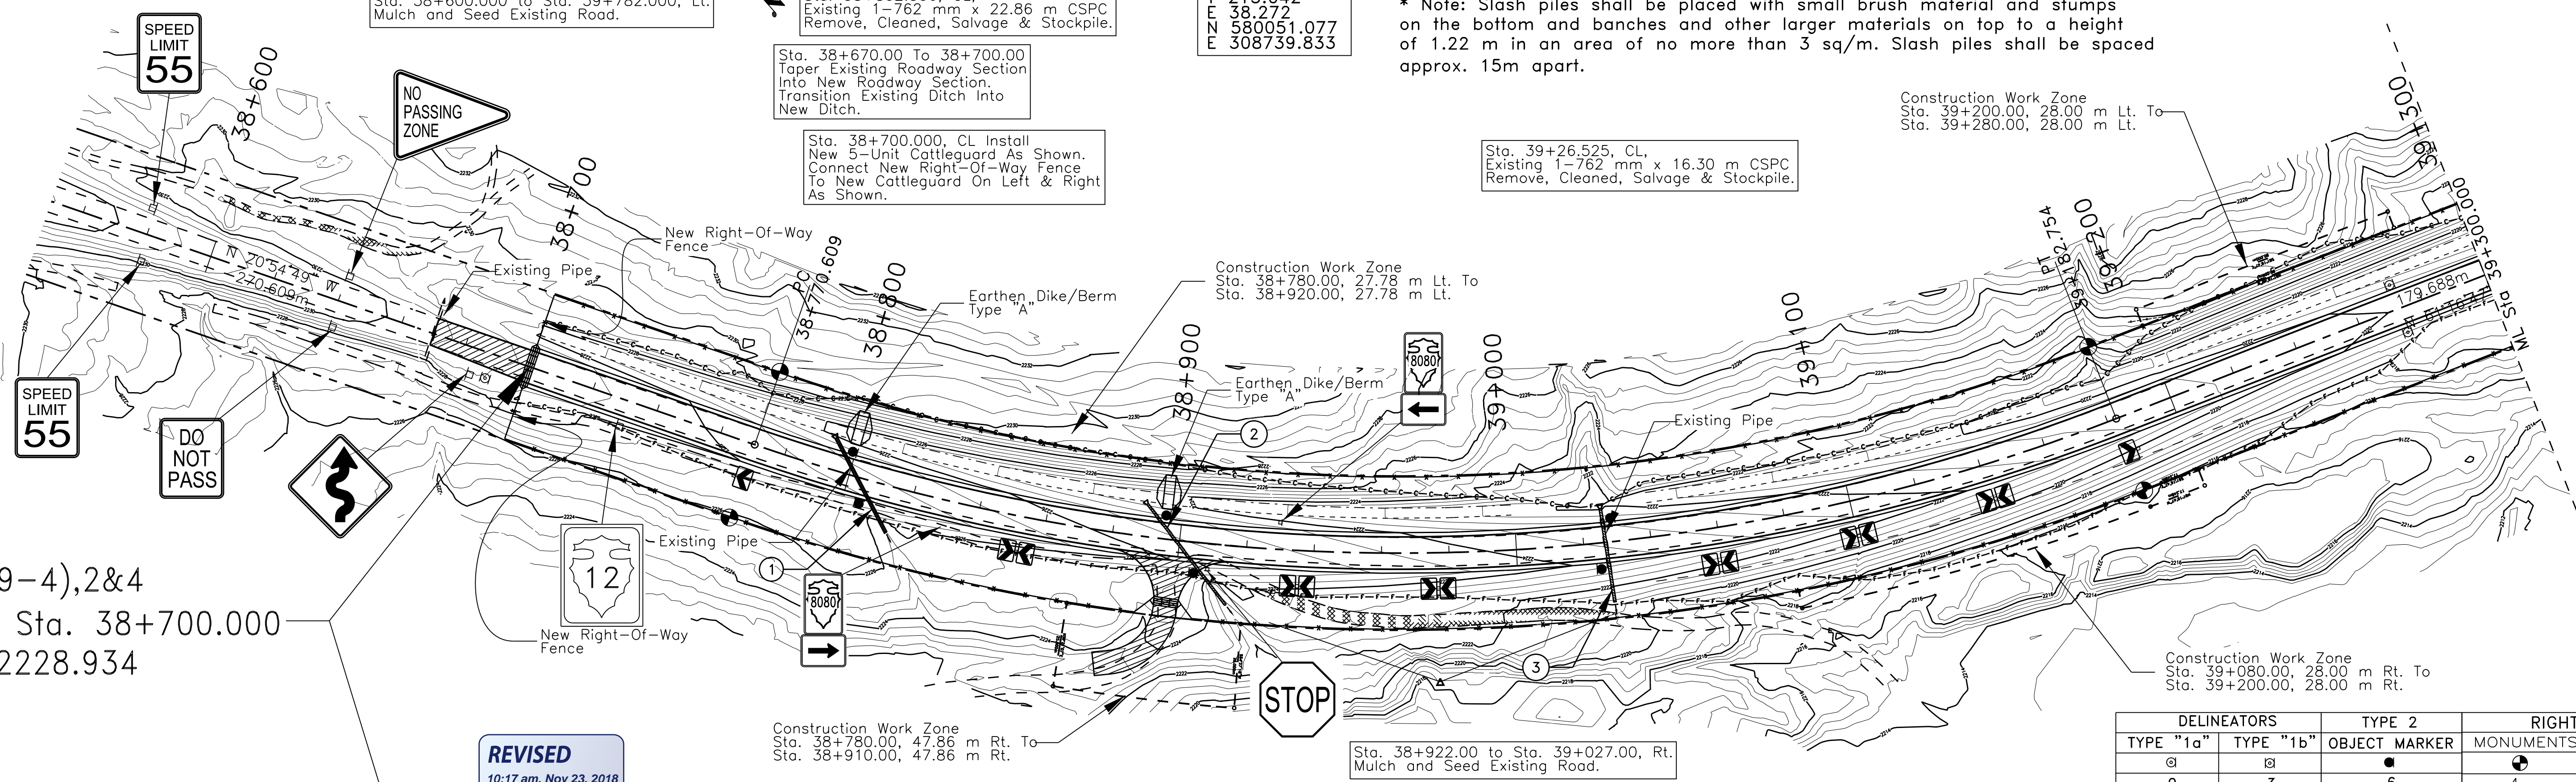 Sta. 38+600.000 to Sta. 39+782.000, Lt.
Mulch and Seed Existing Road.
Existing 1-762 mm x 22.86 m CSPC
Remove, Cleaned, Salvage & Stockpile.
E 38.272
N 580051.077
E 308739.833
* Note: Slash piles shall be placed with small brush material and stumps
on the bottom and banches and other larger materials on top to a height
of 1.22 m in an area of no more than 3 sq/m. Slash piles shall be spaced
approx. 15m apart.
Sta. 38+670.00 To 38+700.00
Taper Existing Roadway Section
Into New Roadway Section.
Transition Existing Ditch Into
New Ditch.
Sta. 38+700.000, CL Install
New 5-Unit Cattleguard As Shown.
Connect New Right-Of-Way Fence
To New Cattleguard On Left & Right
As Shown.
Sta. 39+26.525, CL,
Existing 1-762 mm x 16.30 m CSPC
Remove, Cleaned, Salvage & Stockpile.
Construction Work Zone
Sta. 39+200.00, 28.00 m Lt. To
Sta. 39+280.00, 28.00 m Lt.
SPEED
LIMIT
55
38+600
NO
PASSING
ZONE
38+700
New Right-Of-Way
Fence
Existing Pipe
N 20°54'49" W
270.609m
PC
38+770.609
38+800
Earthen Dike/Berm
Type "A"
Construction Work Zone
Sta. 38+780.00, 27.78 m Lt. To
Sta. 38+920.00, 27.78 m Lt.
38+900
Earthen Dike/Berm
Type "A"
2
8080
39+000
Existing Pipe
39+100
PT
39+182.754
39+200
39+300
ML Sta 39+300.000
179.688m
SPEED
LIMIT
55
DO
NOT
PASS
12
Existing Pipe
1
8080
New Right-Of-Way
Fence
9-4),2&4
Sta. 38+700.000
2228.934
STOP
3
Construction Work Zone
Sta. 38+780.00, 47.86 m Rt. To
Sta. 38+910.00, 47.86 m Rt.
Sta. 38+922.00 to Sta. 39+027.00, Rt.
Mulch and Seed Existing Road.
Construction Work Zone
Sta. 39+080.00, 28.00 m Rt. To
Sta. 39+200.00, 28.00 m Rt.
REVISED
10:17 am, Nov 23, 2018
DELINEATORS TYPE 2 RIGHT
TYPE "1a" TYPE "1b" OBJECT MARKER MONUMENTS